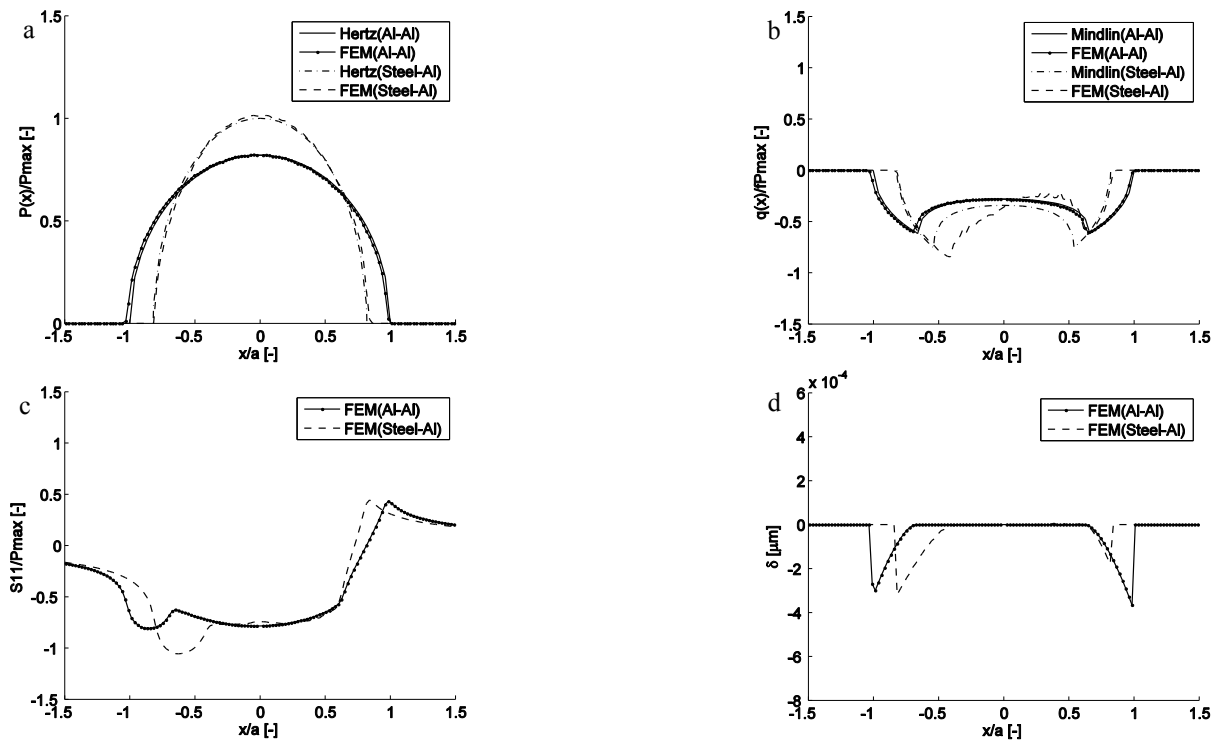 a
1.5
1
0.5
0
-1.5 -1 -0.5 0 0.5 1 1.5
x/a [-]
P(x)/Pmax [-]
Hertz(Al-Al)
FEM(Al-Al)
Hertz(Steel-Al)
FEM(Steel-Al)
b
1.5
1
0.5
0
-0.5
-1
-1.5
-1.5 -1 -0.5 0 0.5 1 1.5
x/a [-]
q(x)/fPmax [-]
Mindlin(Al-Al)
FEM(Al-Al)
Mindlin(Steel-Al)
FEM(Steel-Al)
c
1.5
1
0.5
0
-0.5
-1
-1.5
-1.5 -1 -0.5 0 0.5 1 1.5
x/a [-]
S11/Pmax [-]
FEM(Al-Al)
FEM(Steel-Al)
d
x 10⁻⁴
6
4
2
0
-2
-4
-6
-8
-1.5 -1 -0.5 0 0.5 1 1.5
x/a [-]
δ [μm]
FEM(Al-Al)
FEM(Steel-Al)